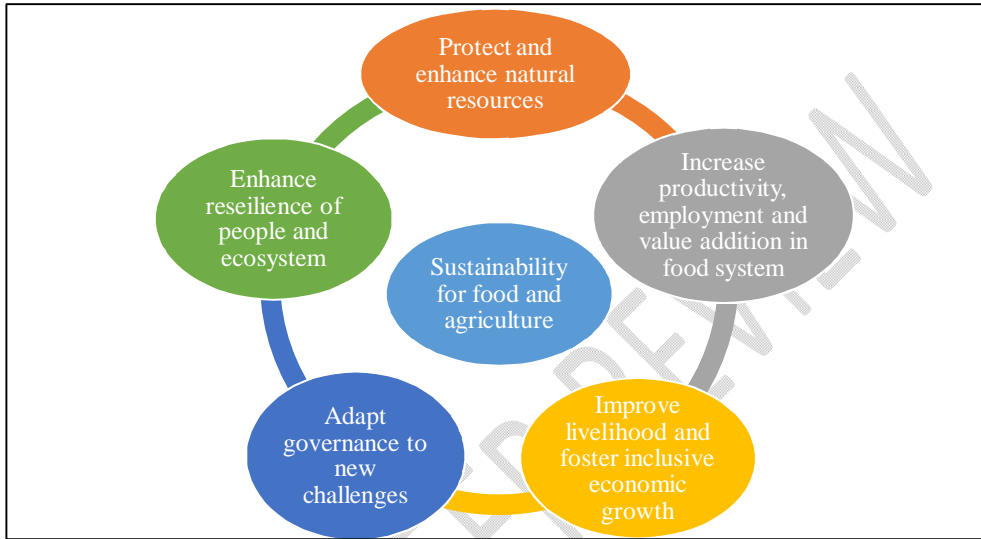 Protect and
enhance natural
resources
Increase
productivity,
employment and
value addition in
food system
Enhance
reseilience of
people and
ecosystem
Sustainability
for food and
agriculture
Improve
livelihood and
foster inclusive
economic
growth
Adapt
governance to
new
challenges